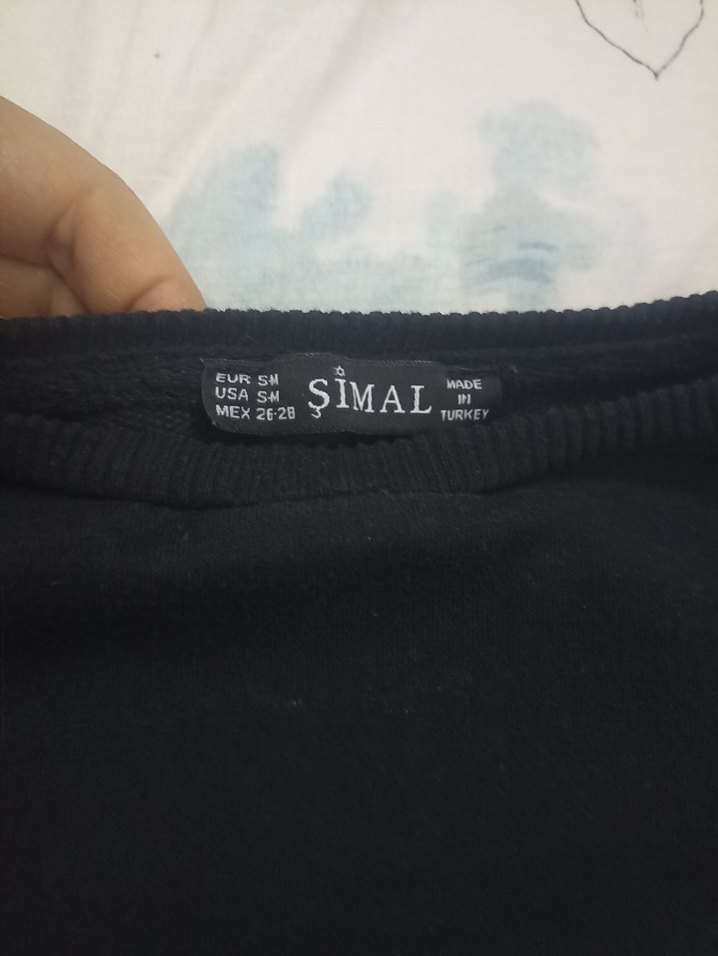 EUR S-M
USA S-M
MEX 26-28
ŞİMAL
MADE
IN
TURKEY